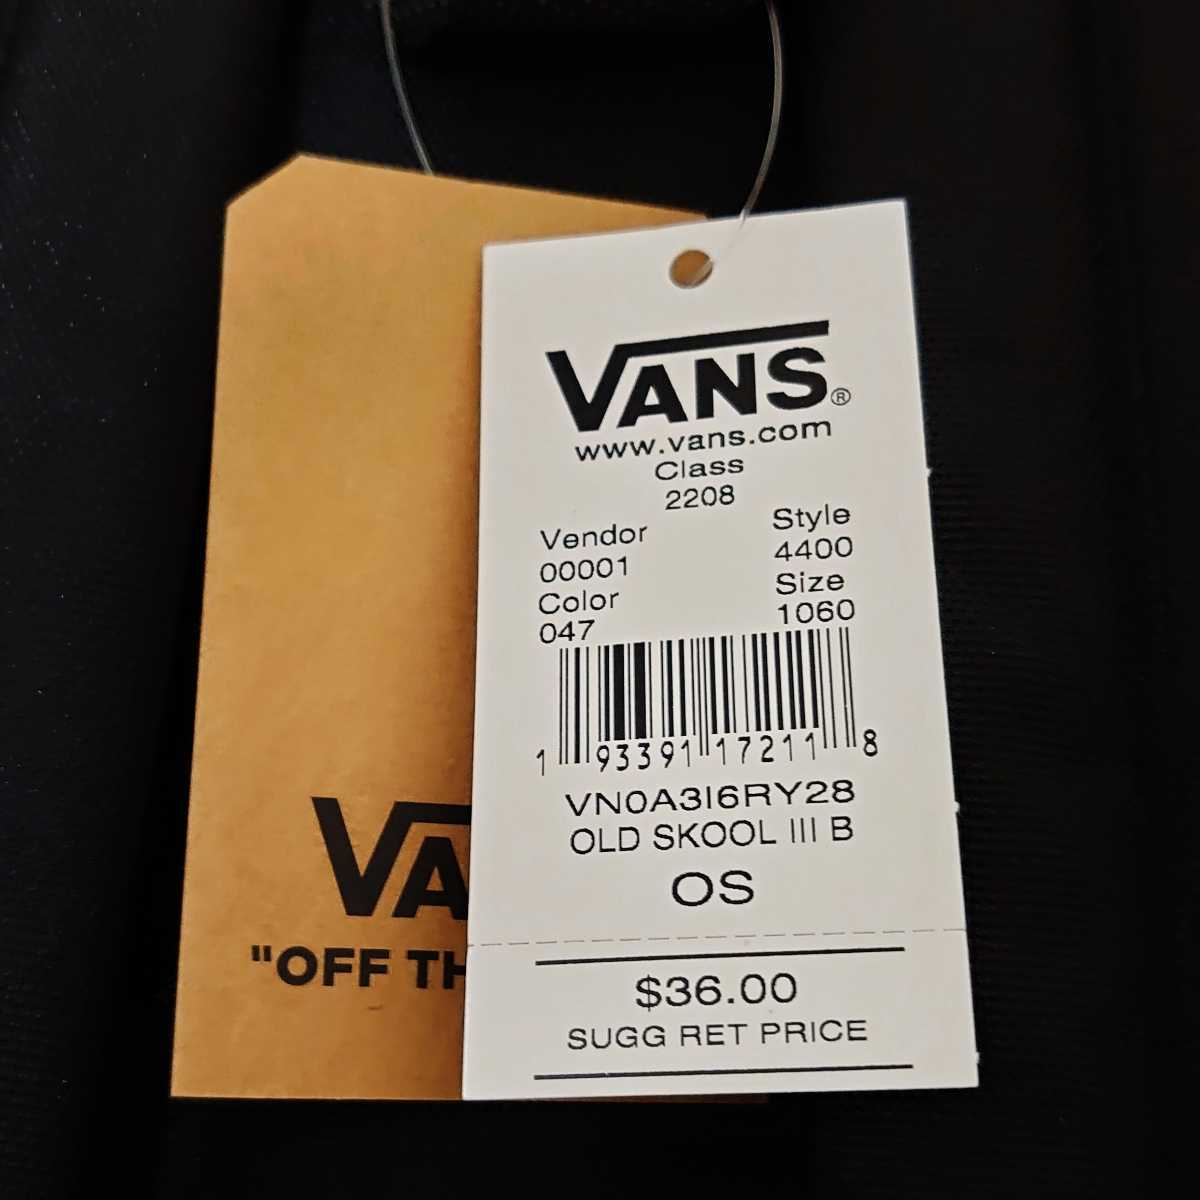 VANS®
www.vans.com
Class
2208
Vendor Style
00001 4400
Color Size
047 1060
1 93391 17211 8
VN0A3I6RY28
OLD SKOOL III B
OS
$36.00
SUGG RET PRICE
VA
"OFF TH